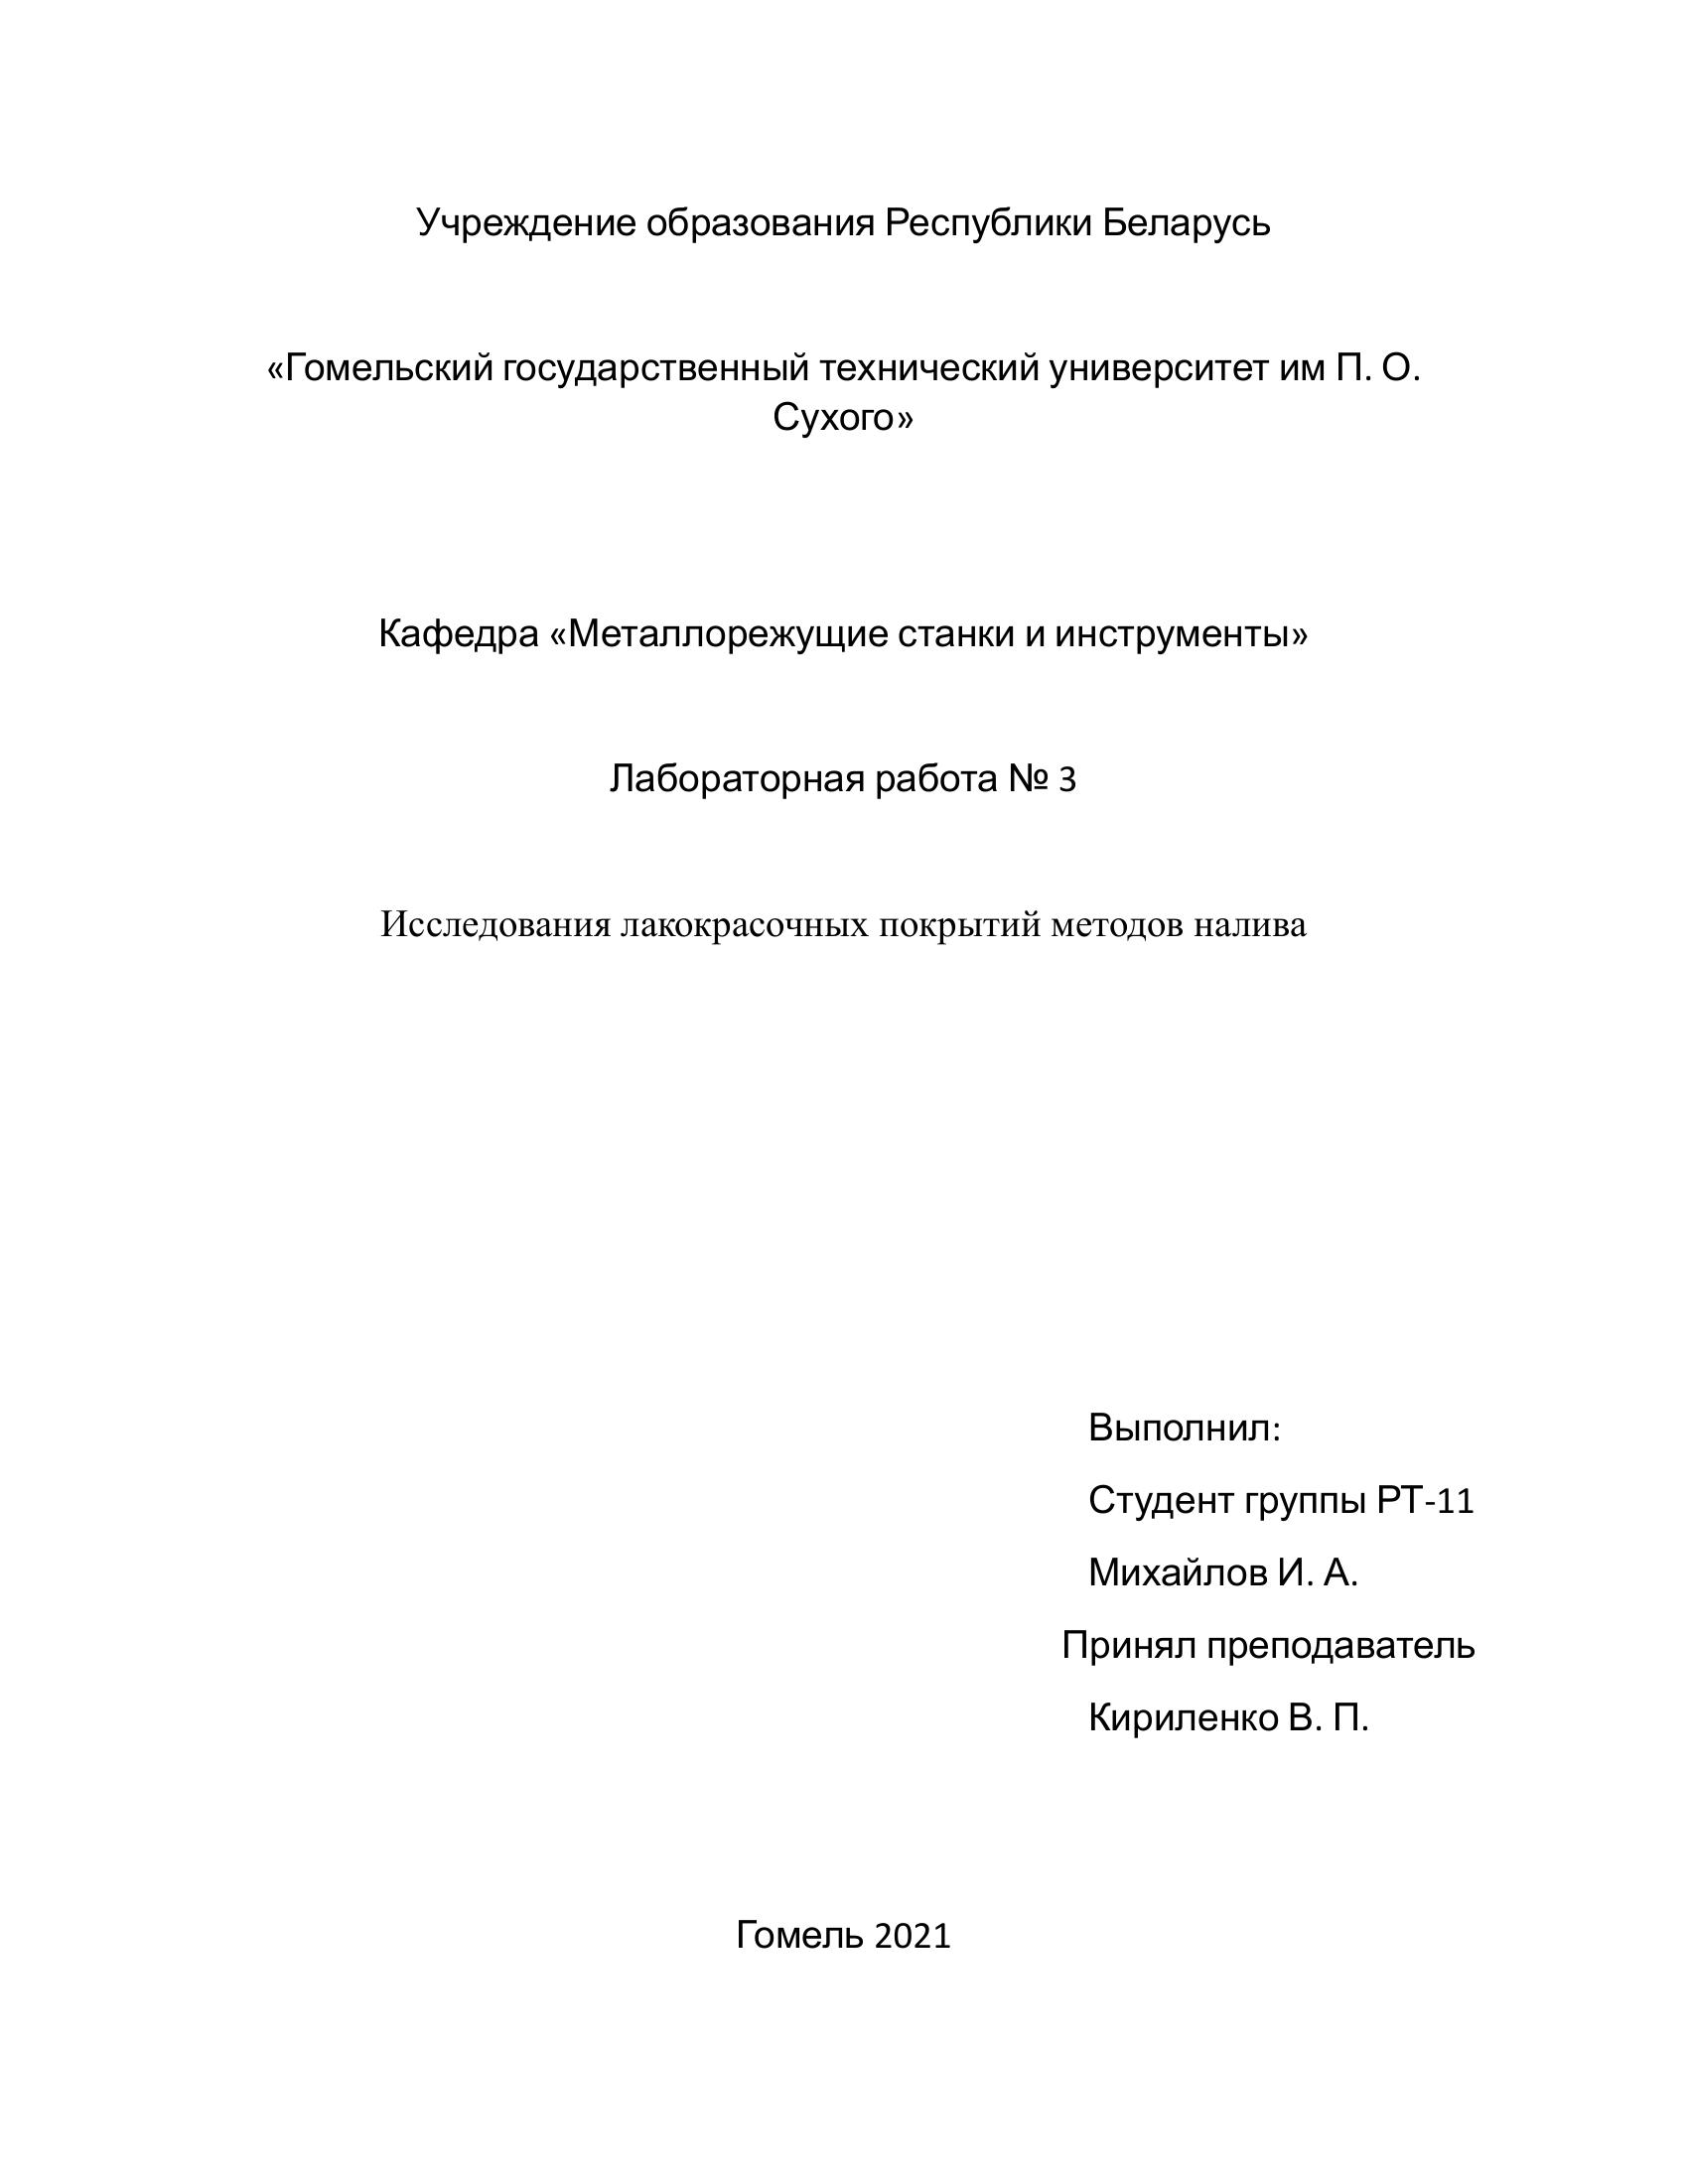 Учреждение образования Республики Беларусь
«Гомельский государственный технический университет им П. О.
Сухого»
Кафедра «Металлорежущие станки и инструменты»
Лабораторная работа № 3
Исследования лакокрасочных покрытий методов налива
Выполнил:
Студент группы РТ-11
Михайлов И. А.
Принял преподаватель
Кириленко В. П.
Гомель 2021